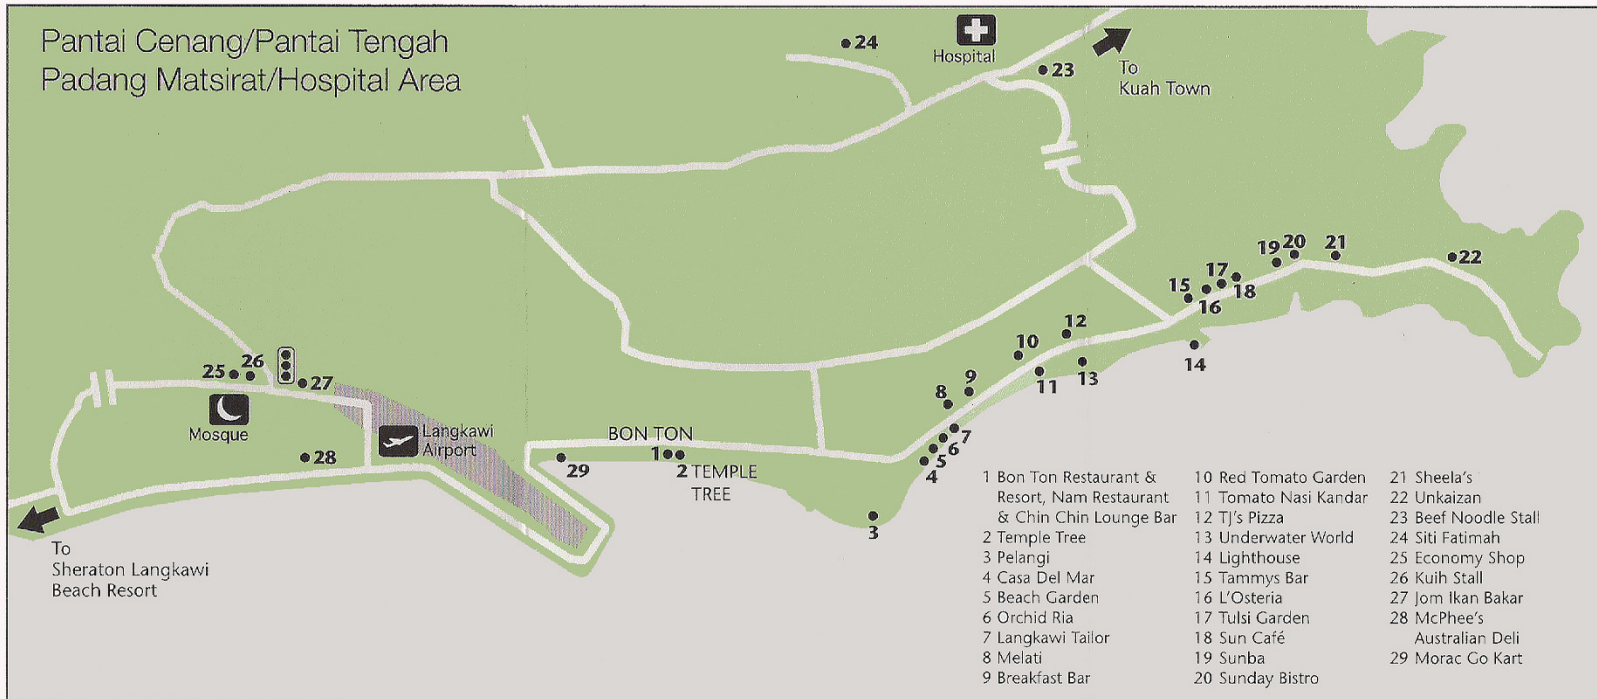 Pantai Cenang/Pantai Tengah
Padang Matsirat/Hospital Area
24
Hospital
23
To
Kuah Town
19
20
21
22
17
15
18
16
12
10
14
13
11
9
8
25
26
27
Mosque
Langkawi
Airport
BON TON
7
6
5
4
28
29
1
2
TEMPLE
TREE
3
To
Sheraton Langkawi
Beach Resort
1 Bon Ton Restaurant &
Resort, Nam Restaurant
& Chin Chin Lounge Bar
2 Temple Tree
3 Pelangi
4 Casa Del Mar
5 Beach Garden
6 Orchid Ria
7 Langkawi Tailor
8 Melati
9 Breakfast Bar
10 Red Tomato Garden
11 Tomato Nasi Kandar
12 TJ's Pizza
13 Underwater World
14 Lighthouse
15 Tammys Bar
16 L'Osteria
17 Tulsi Garden
18 Sun Café
19 Sunba
20 Sunday Bistro
21 Sheela's
22 Unkaizan
23 Beef Noodle Stall
24 Siti Fatimah
25 Economy Shop
26 Kuih Stall
27 Jom Ikan Bakar
28 McPhee's
Australian Deli
29 Morac Go Kart